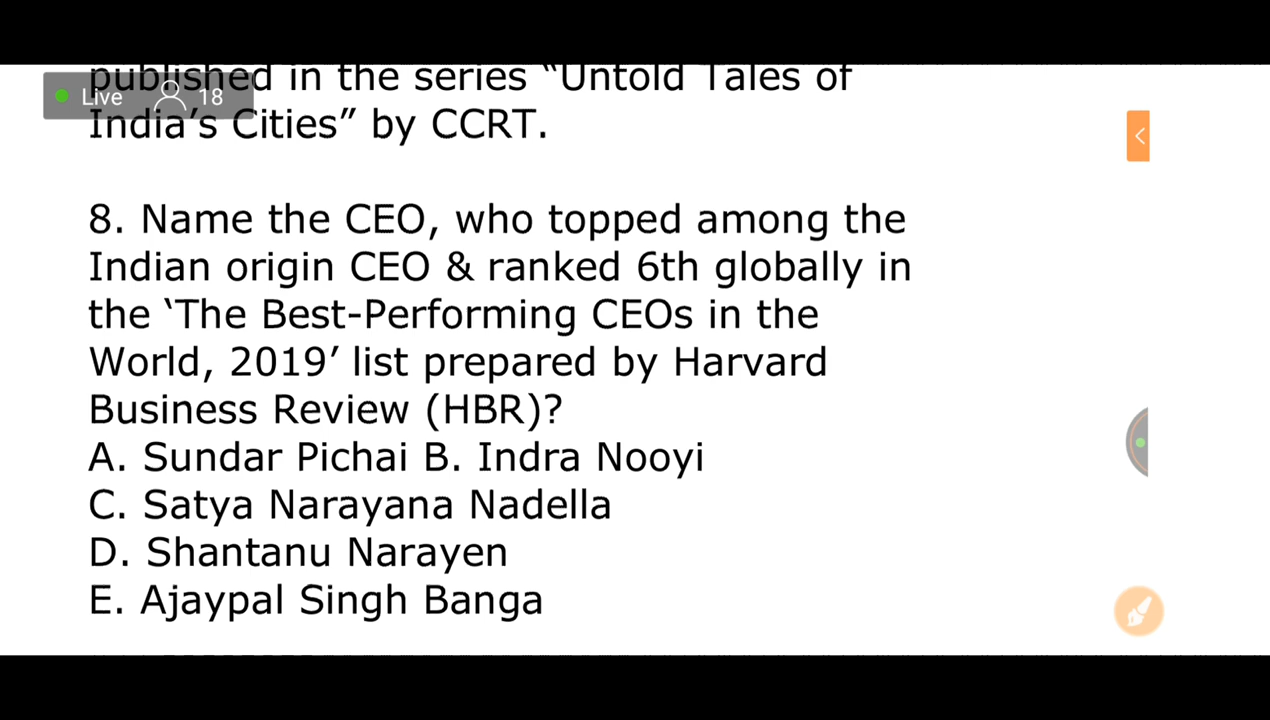 published in the series “Untold Tales of
Live 18
India’s Cities” by CCRT.
8. Name the CEO, who topped among the
Indian origin CEO & ranked 6th globally in
the ‘The Best-Performing CEOs in the
World, 2019’ list prepared by Harvard
Business Review (HBR)?
A. Sundar Pichai B. Indra Nooyi
C. Satya Narayana Nadella
D. Shantanu Narayen
E. Ajaypal Singh Banga